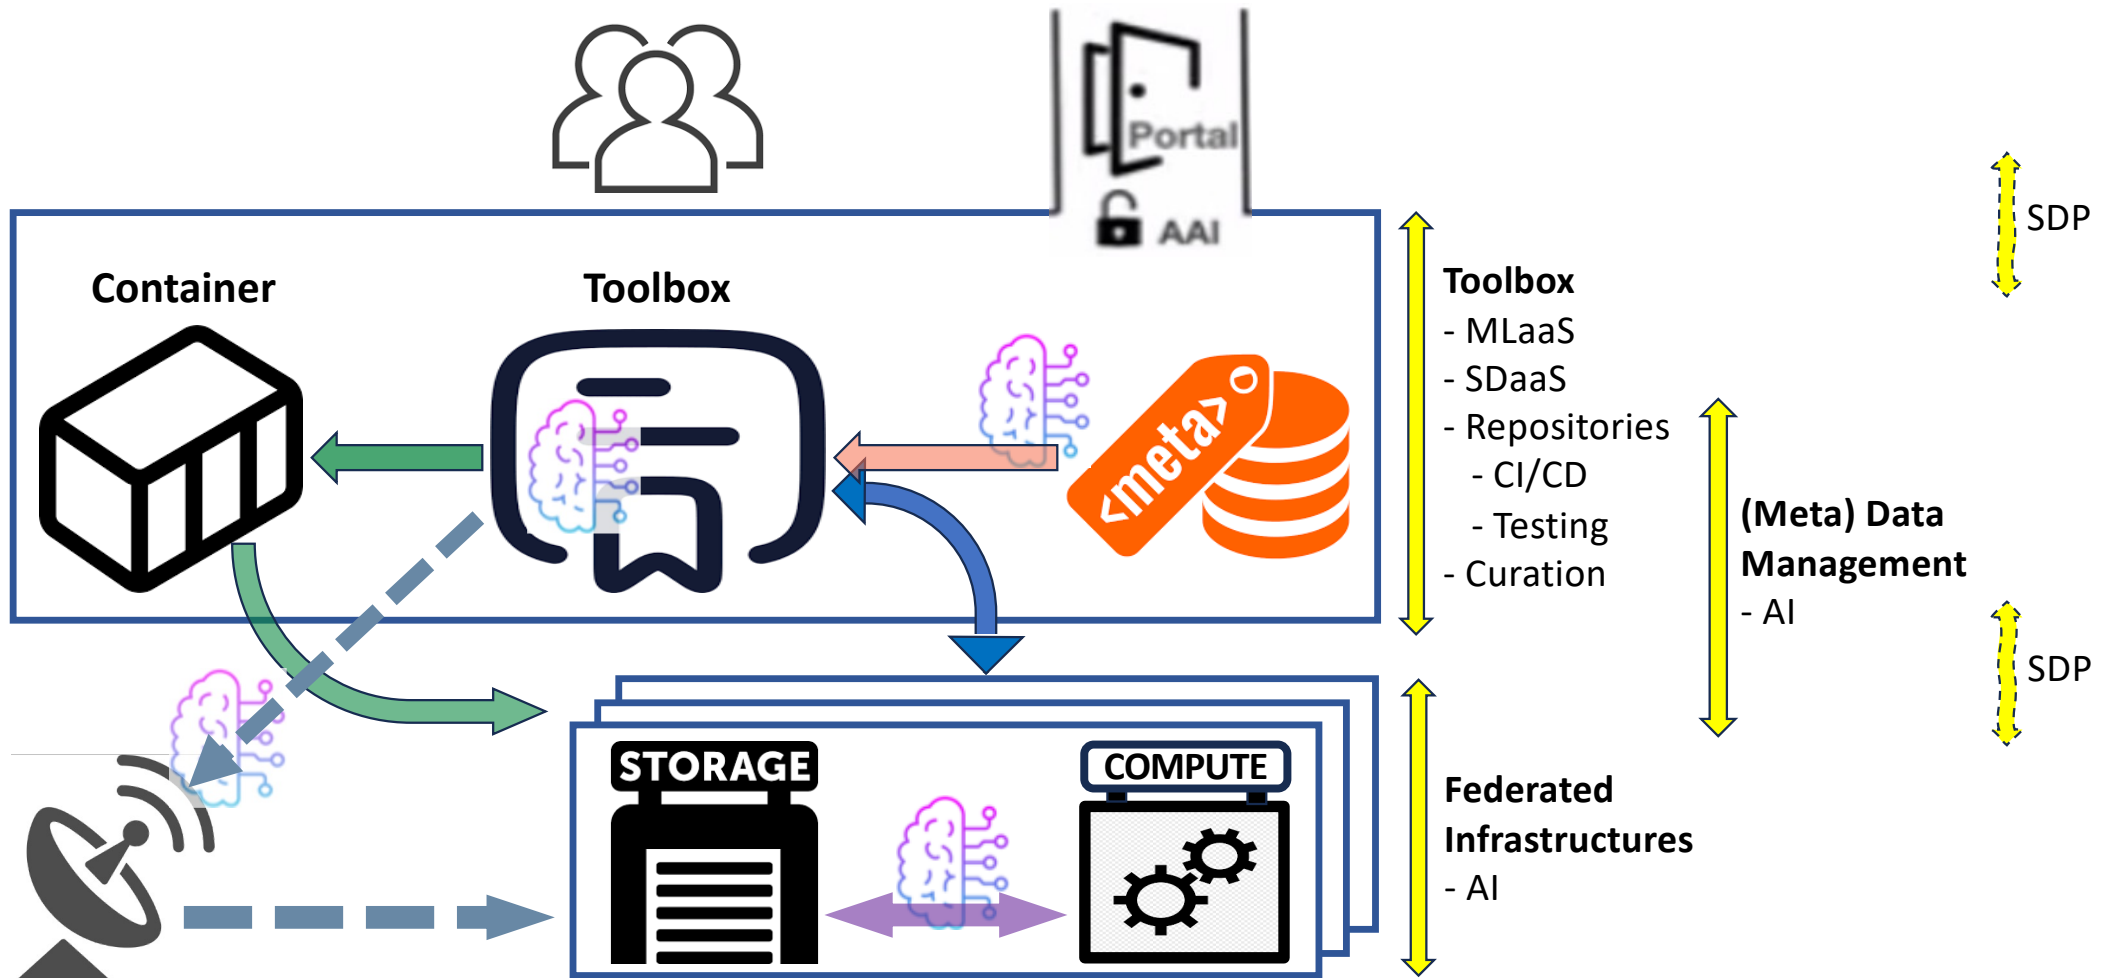 Portal
AAI
SDP
Container
Toolbox
<meta>
Toolbox
- MLaaS
- SDaaS
- Repositories
- CI/CD
- Testing
- Curation
(Meta) Data
Management
- AI
SDP
STORAGE
COMPUTE
Federated
Infrastructures
- AI